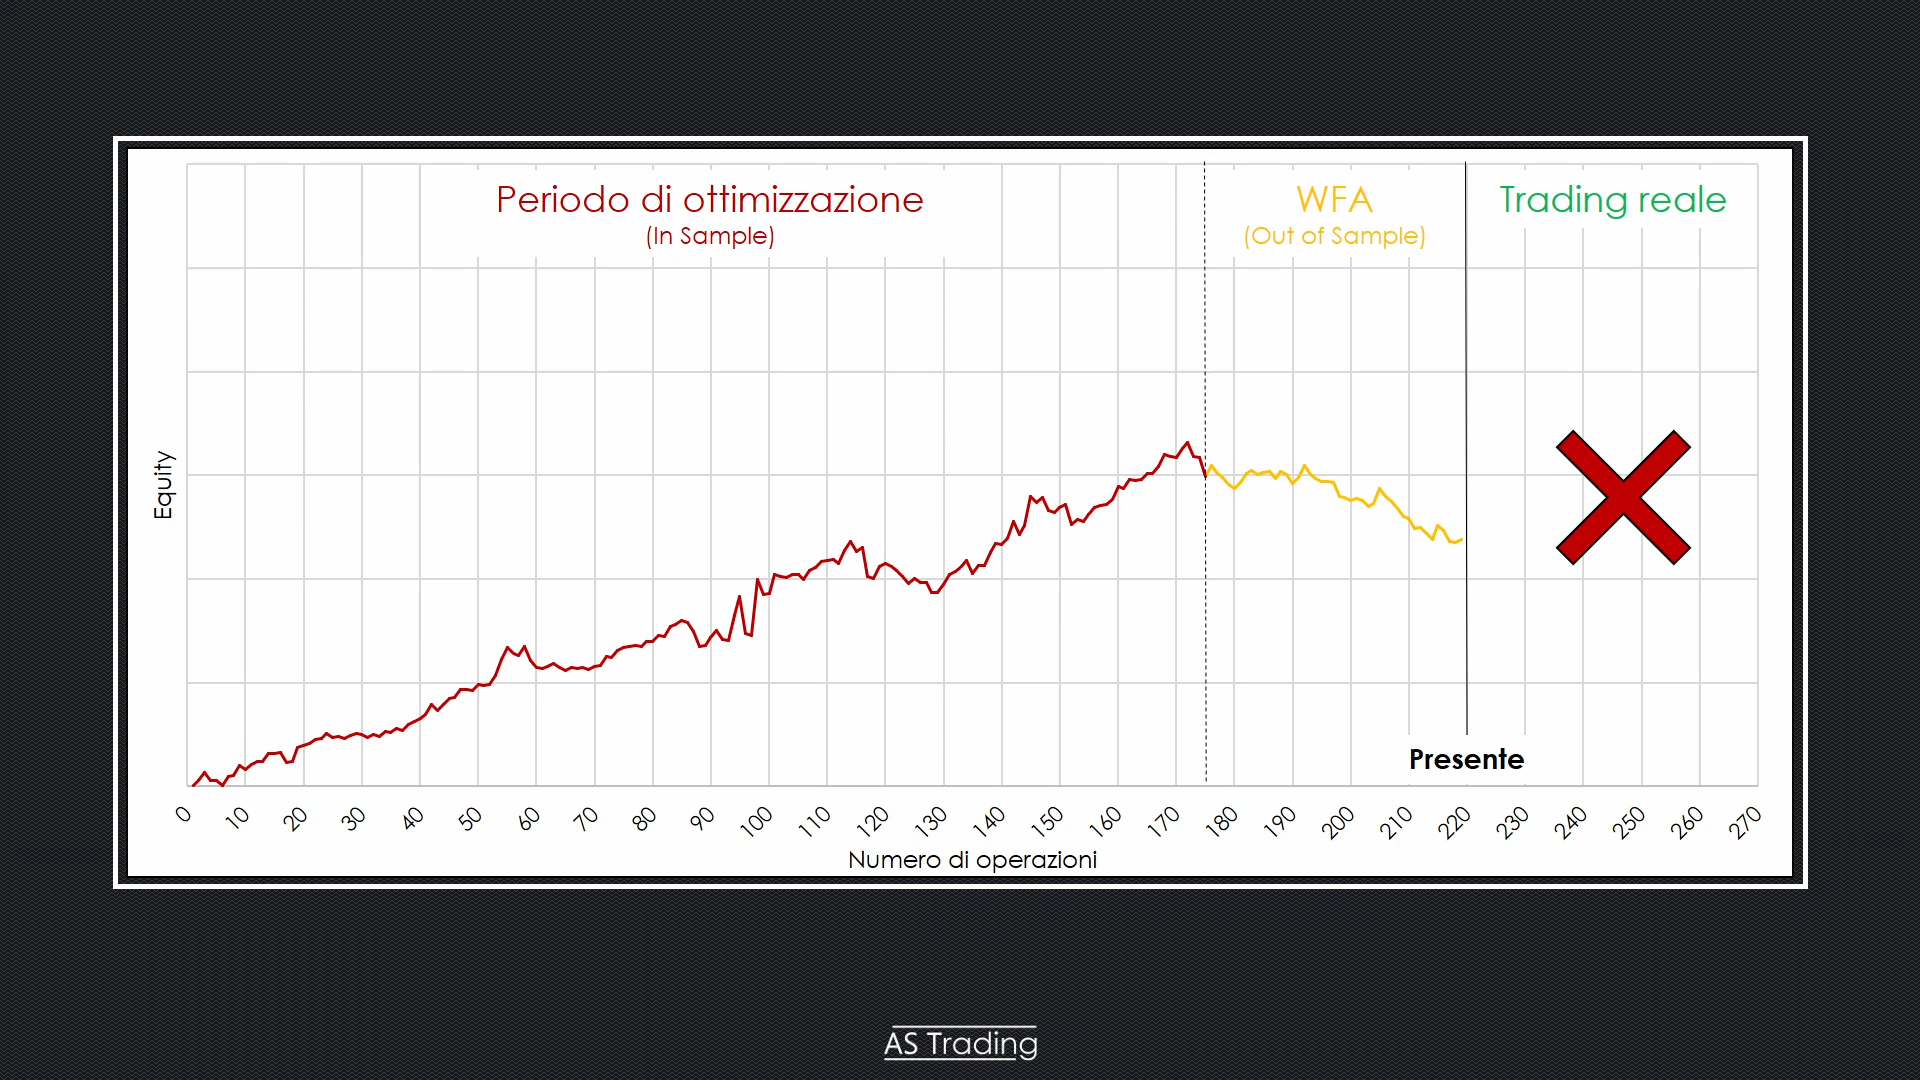 Periodo di ottimizzazione
(In Sample)
WFA
(Out of Sample)
Trading reale
Equity
Presente
0 10 20 30 40 50 60 70 80 90 100 110 120 130 140 150 160 170 180 190 200 210 220 230 240 250 260 270
Numero di operazioni
AS Trading